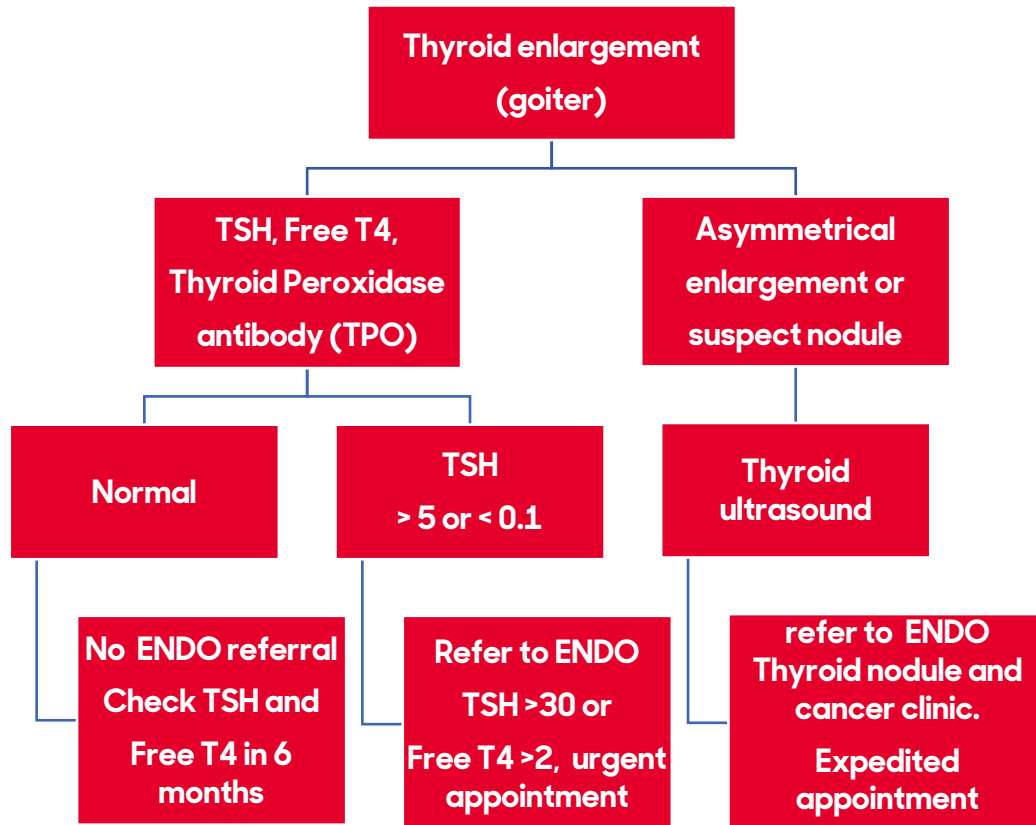 Thyroid enlargement
(goiter)
TSH, Free T4,
Thyroid Peroxidase
antibody (TPO)
Asymmetrical
enlargement or
suspect nodule
Normal
TSH
> 5 or < 0.1
Thyroid
ultrasound
No ENDO referral
Check TSH and
Free T4 in 6
months
Refer to ENDO
TSH >30 or
Free T4 >2, urgent
appointment
refer to ENDO
Thyroid nodule and
cancer clinic.
Expedited
appointment